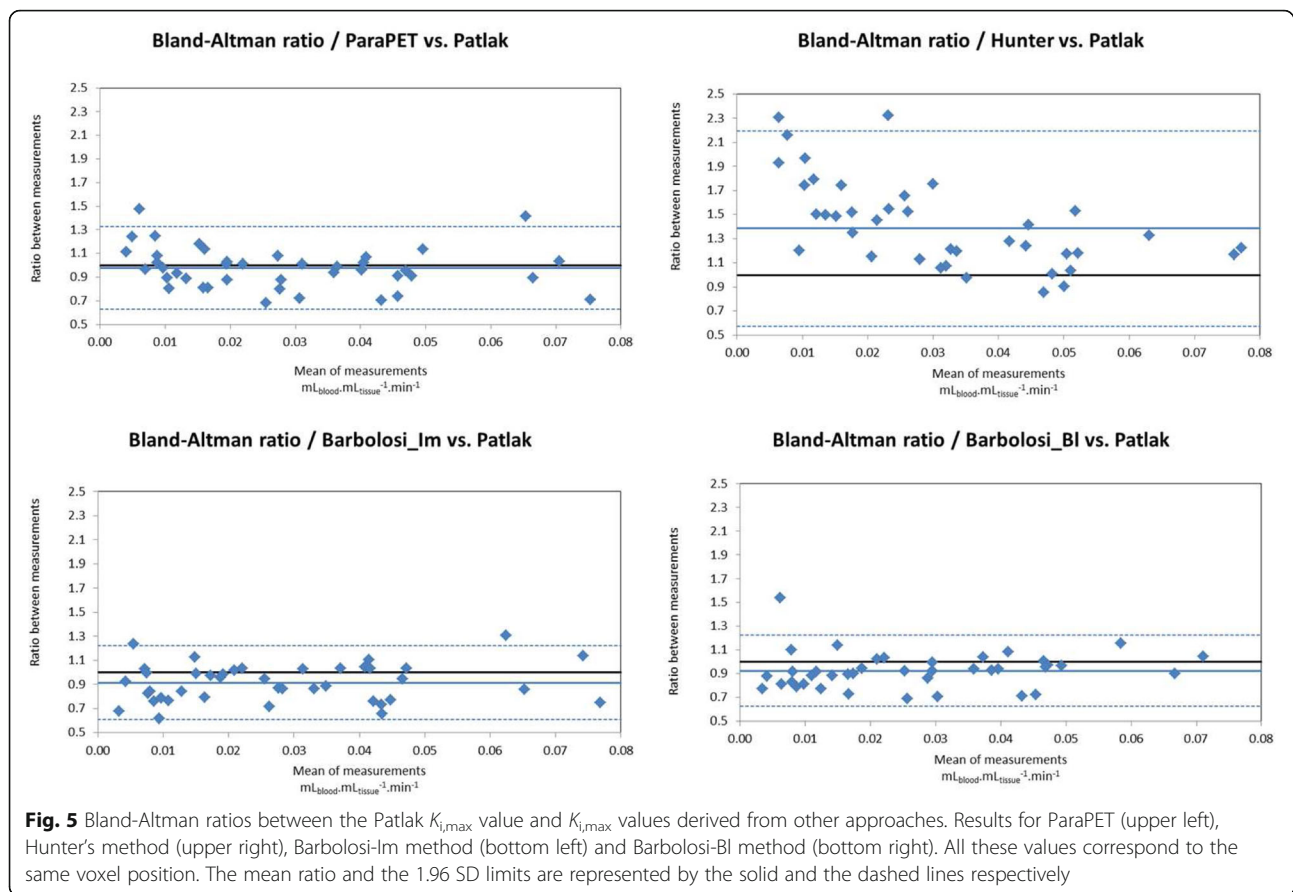 Bland-Altman ratio / ParaPET vs. Patlak
Ratio between measurements
2.5
2.3
2.1
1.9
1.7
1.5
1.3
1.1
0.9
0.7
0.5
0.00 0.01 0.02 0.03 0.04 0.05 0.06 0.07 0.08
Mean of measurements
mL_blood.mL_tissue^-1.min^-1
Bland-Altman ratio / Hunter vs. Patlak
Ratio between measurements
2.5
2.3
2.1
1.9
1.7
1.5
1.3
1.1
0.9
0.7
0.5
0.00 0.01 0.02 0.03 0.04 0.05 0.06 0.07 0.08
Mean of measurements
mL_blood.mL_tissue^-1.min^-1
Bland-Altman ratio / Barbolosi_Im vs. Patlak
Ratio between measurements
2.5
2.3
2.1
1.9
1.7
1.5
1.3
1.1
0.9
0.7
0.5
0.00 0.01 0.02 0.03 0.04 0.05 0.06 0.07 0.08
Mean of measurements
mL_blood.mL_tissue^-1.min^-1
Bland-Altman ratio / Barbolosi_Bl vs. Patlak
Ratio between measurements
2.5
2.3
2.1
1.9
1.7
1.5
1.3
1.1
0.9
0.7
0.5
0.00 0.01 0.02 0.03 0.04 0.05 0.06 0.07 0.08
Mean of measurements
mL_blood.mL_tissue^-1.min^-1
Fig. 5 Bland-Altman ratios between the Patlak K_i,max value and K_i,max values derived from other approaches. Results for ParaPET (upper left),
Hunter's method (upper right), Barbolosi-Im method (bottom left) and Barbolosi-Bl method (bottom right). All these values correspond to the
same voxel position. The mean ratio and the 1.96 SD limits are represented by the solid and the dashed lines respectively